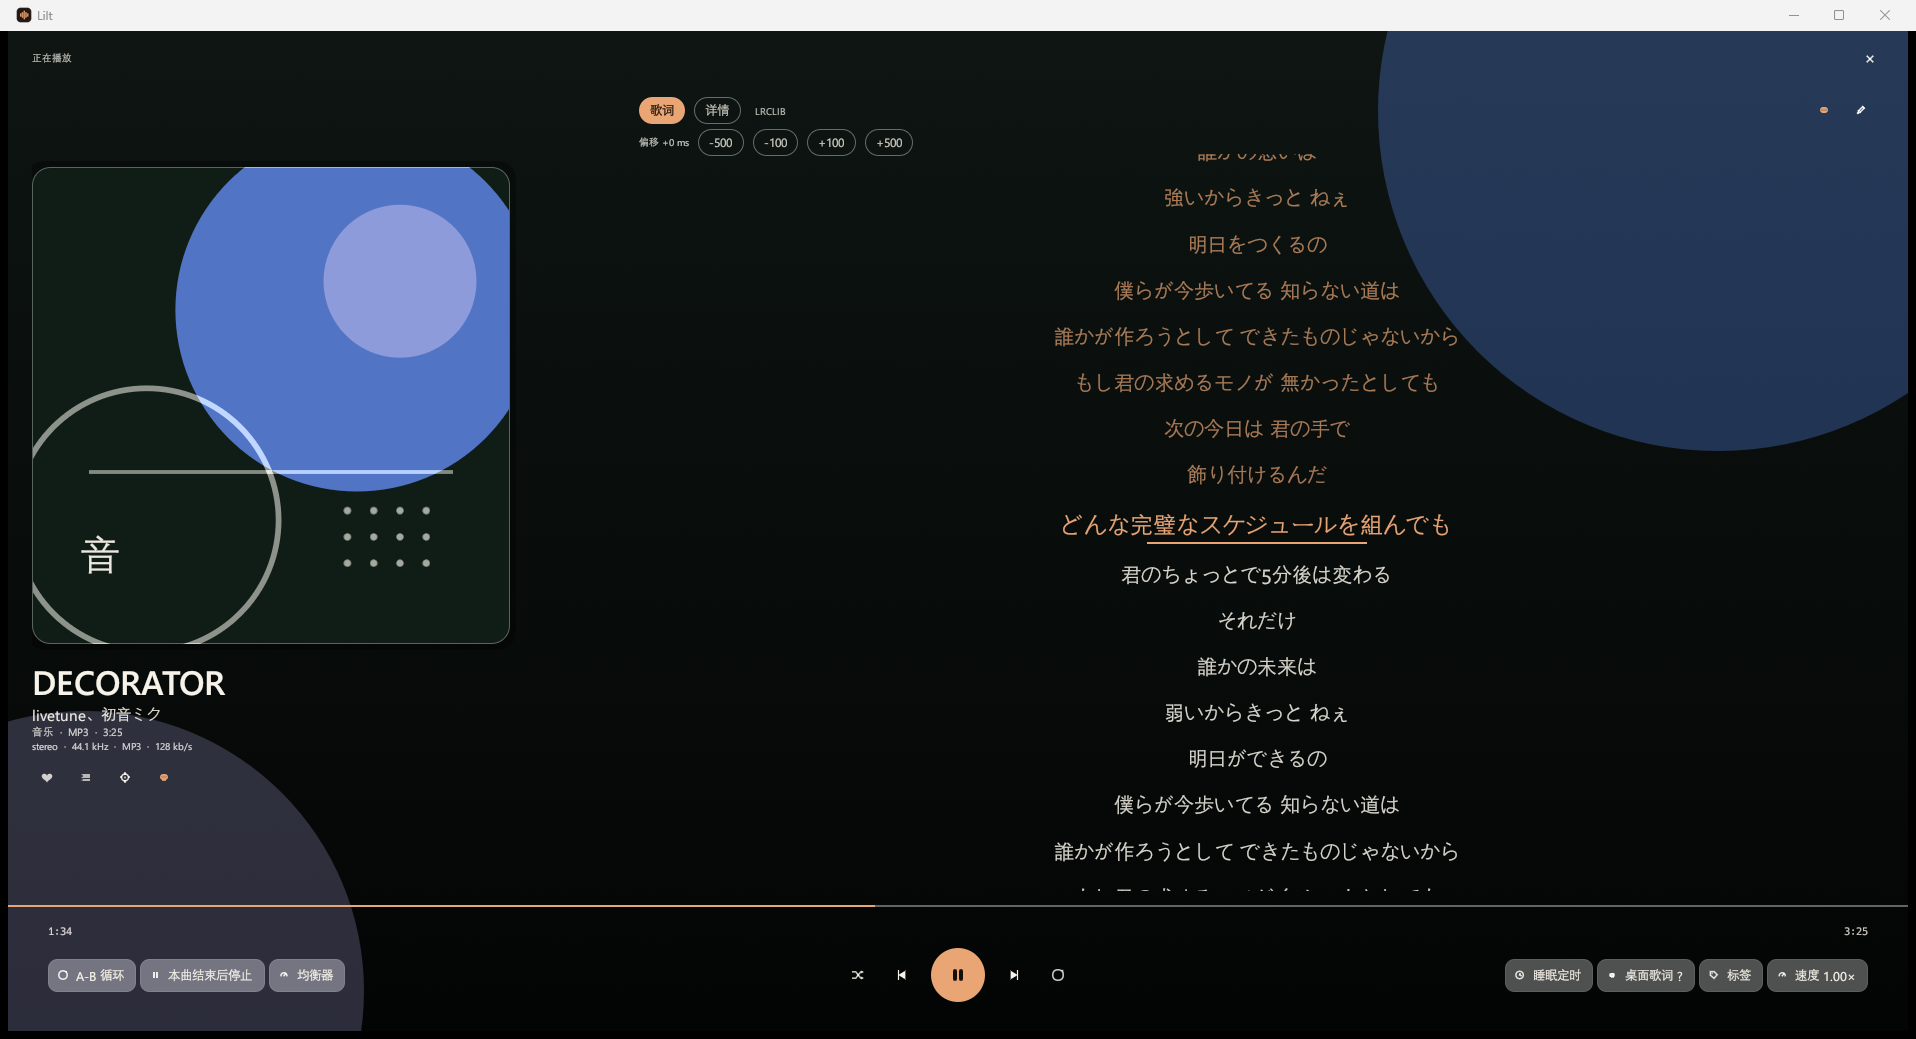 Lilt
正在播放
歌词 详情 LRCLIB
偏移 +0 ms -500 -100 +100 +500
強いからきっと ねぇ
明日をつくるの
僕らが今歩いてる 知らない道は
誰かが作ろうとして できたものじゃないから
もし君の求めるモノが 無かったとしても
次の今日は 君の手で
飾り付けるんだ
どんな完璧なスケジュールを組んでも
君のちょっとで5分後は変わる
それだけ
誰かの未来は
弱いからきっと ねぇ
明日ができるの
僕らが今歩いてる 知らない道は
誰かが作ろうとして できたものじゃないから
音
DECORATOR
livetune、初音ミク
音乐 · MP3 · 3:25
stereo · 44.1 kHz · MP3 · 128 kb/s
1:34 3:25
A-B 循环 本曲结束后停止 均衡器 睡眠定时 桌面歌词 ? 标签 速度 1.00×